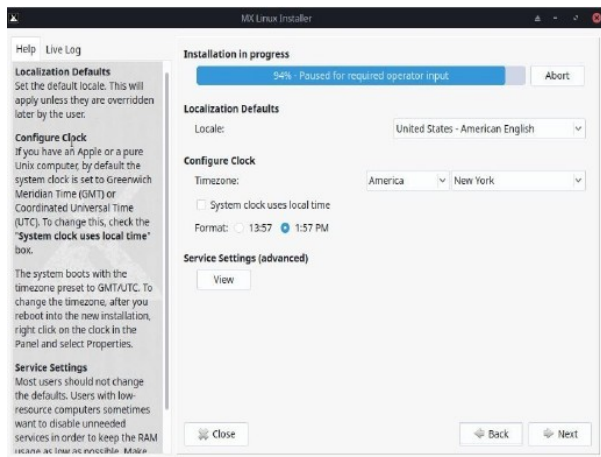 MX Linux Installer
Help Live Log
Localization Defaults
Set the default locale. This will
apply unless they are overridden
later by the user.
Configure Clock
If you have an Apple or a pure
Unix computer, by default the
system clock is set to Greenwich
Meridian Time (GMT) or
Coordinated Universal Time
(UTC). To change this, check the
"System clock uses local time"
box.
The system boots with the
timezone preset to GMT/UTC. To
change the timezone, after you
reboot into the new installation,
right click on the clock in the
Panel and select Properties.
Service Settings
Most users should not change
the defaults. Users with low-
resource computers sometimes
want to disable unneeded
services in order to keep the RAM
usage as low as possible. Make
Installation in progress
94% - Paused for required operator input
Abort
Localization Defaults
Locale: United States - American English
Configure Clock
Timezone: America New York
System clock uses local time
Format: 13:57 1:57 PM
Service Settings (advanced)
View
Close Back Next